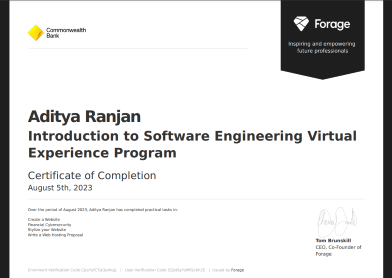 Commonwealth
Bank
Forage
Inspiring and empowering
future professionals
Aditya Ranjan
Introduction to Software Engineering Virtual
Experience Program
Certificate of Completion
August 5th, 2023
Over the period of August 2023, Aditya Ranjan has completed practical tasks in:
Create a Website
Financial Cybersecurity
Stylize your Website
Write a Web Hosting Proposal
Tom Brunskill
CEO, Co-Founder of
Forage
Enrolment Verification Code | User Verification Code | Issued by Forage